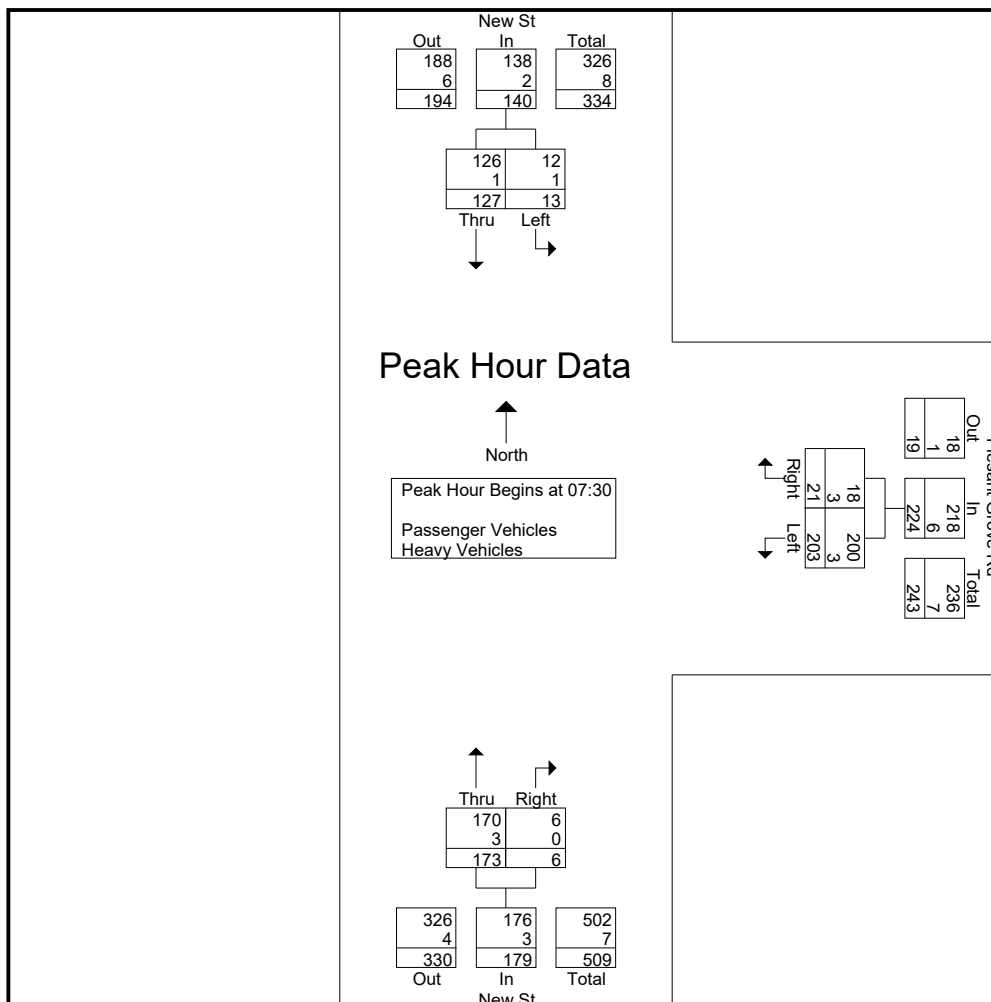 New St
Out In Total
188 138 326
6 2 8
194 140 334
126 12
1 1
127 13
Thru Left
Peak Hour Data
North
Peak Hour Begins at 07:30
Passenger Vehicles
Heavy Vehicles
Right Left
18 200
3 3
21 203
Out In Total
18 218 236
1 6 7
19 224 243
Thru Right
170 6
3 0
173 6
326 176 502
4 3 7
330 179 509
Out In Total
New St